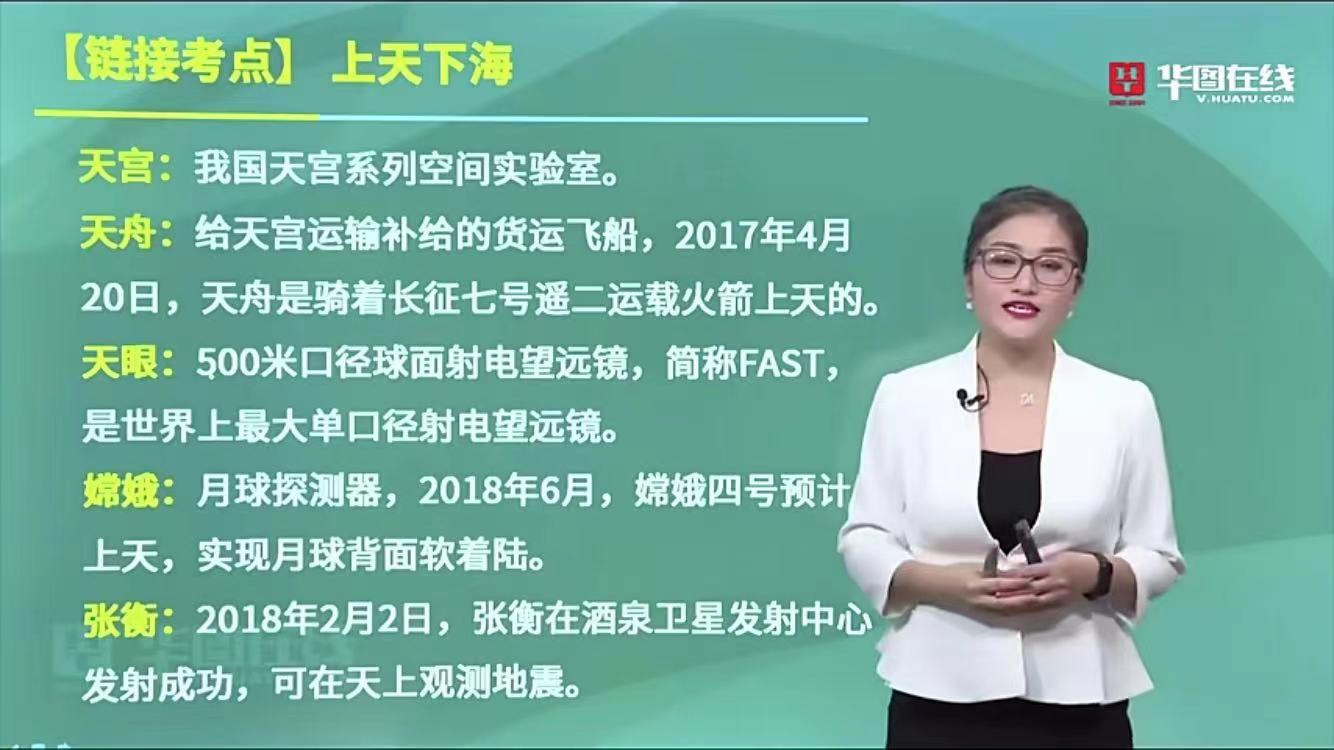 【链接考点】 上天下海
华图在线
V.HUATU.COM
天宫：我国天宫系列空间实验室。
天舟：给天宫运输补给的货运飞船，2017年4月
20日，天舟是骑着长征七号遥二运载火箭上天的。
天眼：500米口径球面射电望远镜，简称FAST，
是世界上最大单口径射电望远镜。
嫦娥：月球探测器，2018年6月，嫦娥四号预计
上天，实现月球背面软着陆。
张衡：2018年2月2日，张衡在酒泉卫星发射中心
发射成功，可在天上观测地震。
华图在线